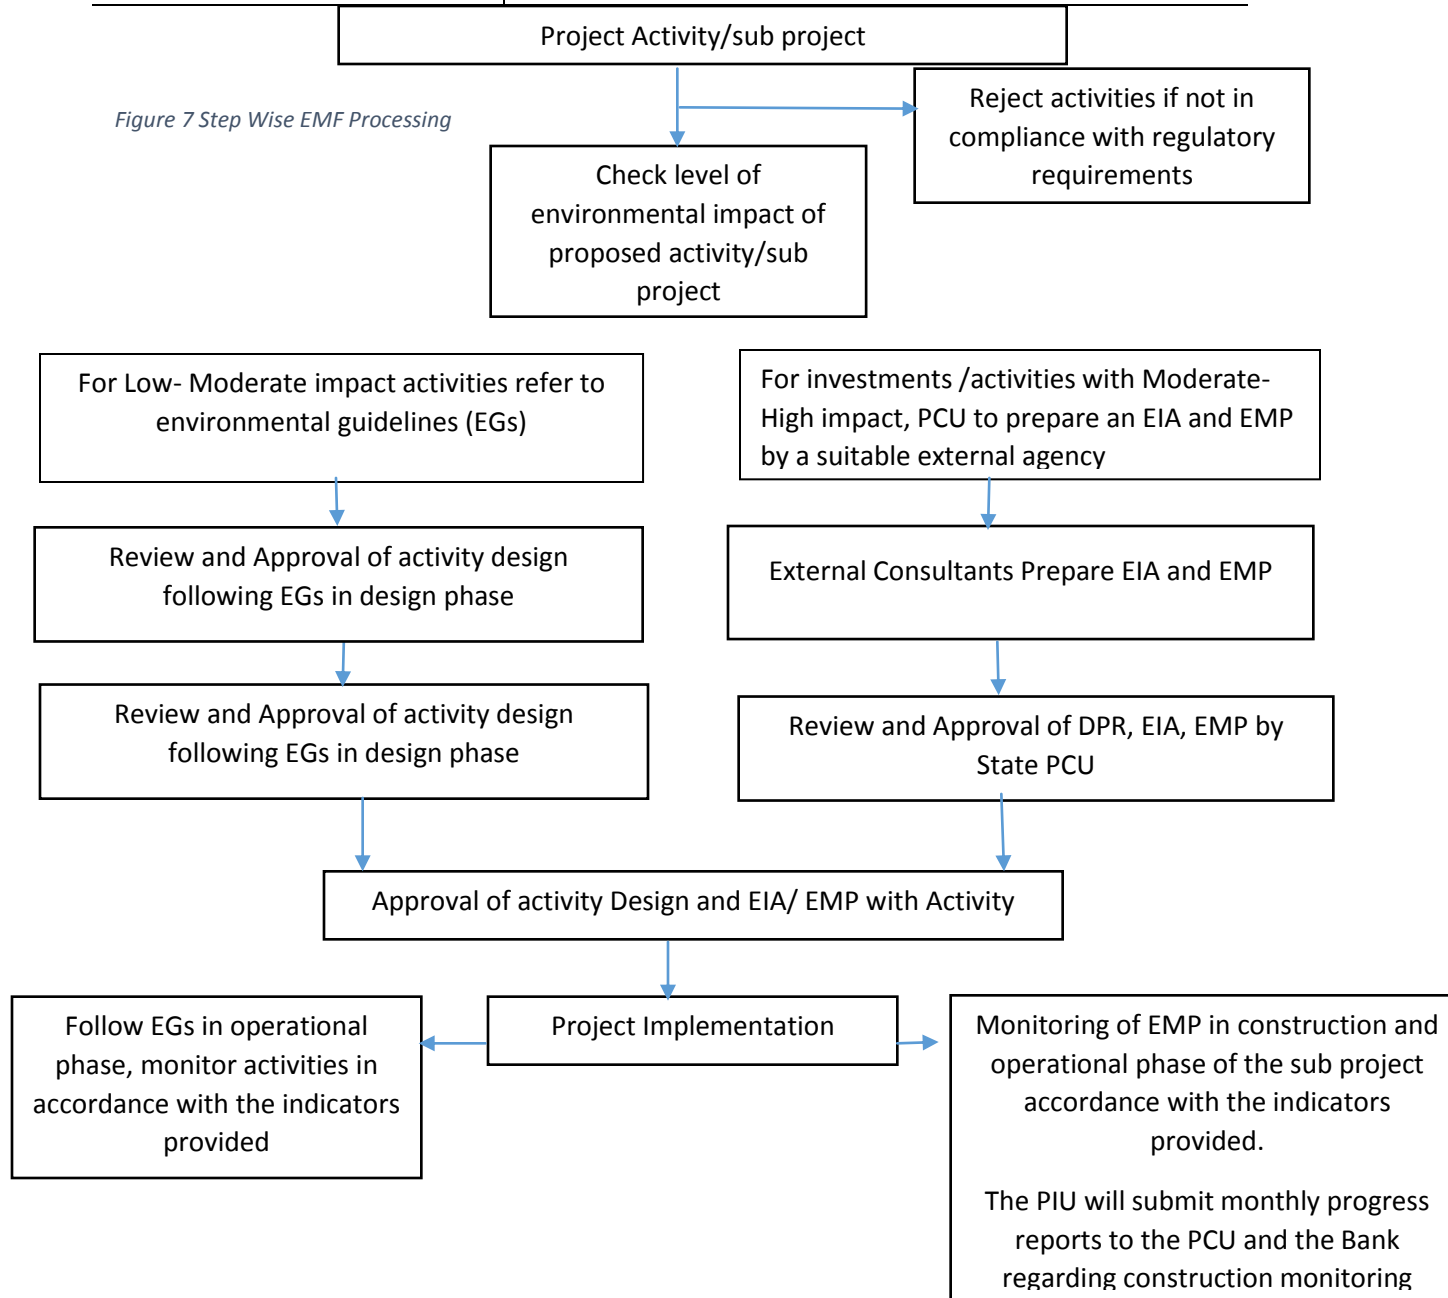 Project Activity/sub project
Figure 7 Step Wise EMF Processing
Reject activities if not in
compliance with regulatory
requirements
Check level of
environmental impact of
proposed activity/sub
project
For Low- Moderate impact activities refer to
environmental guidelines (EGs)
For investments /activities with Moderate-
High impact, PCU to prepare an EIA and EMP
by a suitable external agency
Review and Approval of activity design
following EGs in design phase
External Consultants Prepare EIA and EMP
Review and Approval of activity design
following EGs in design phase
Review and Approval of DPR, EIA, EMP by
State PCU
Approval of activity Design and EIA/ EMP with Activity
Follow EGs in operational
phase, monitor activities in
accordance with the indicators
provided
Project Implementation
Monitoring of EMP in construction and
operational phase of the sub project
accordance with the indicators
provided.
The PIU will submit monthly progress
reports to the PCU and the Bank
regarding construction monitoring